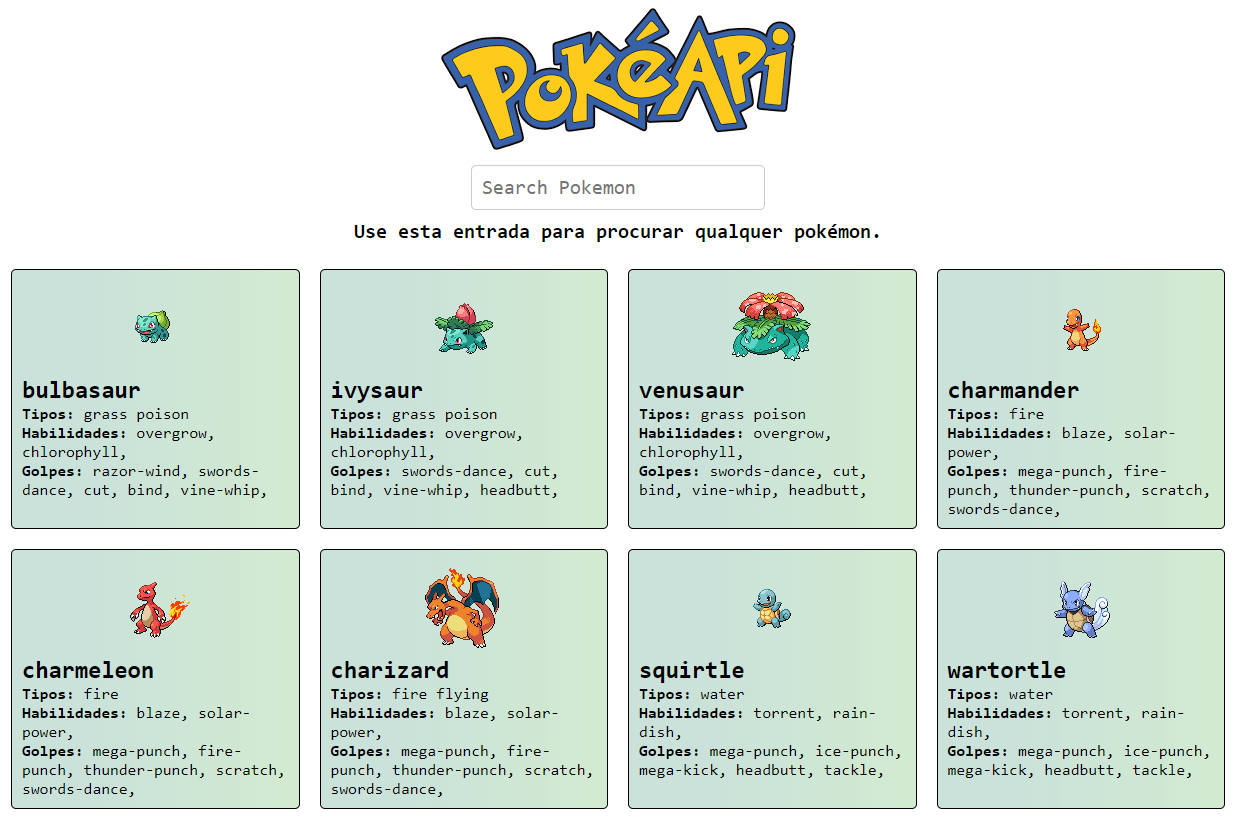 PokéApi
Search Pokemon
Use esta entrada para procurar qualquer pokémon.
bulbasaur
Tipos: grass poison
Habilidades: overgrow,
chlorophyll,
Golpes: razor-wind, swords-
dance, cut, bind, vine-whip,
ivysaur
Tipos: grass poison
Habilidades: overgrow,
chlorophyll,
Golpes: swords-dance, cut,
bind, vine-whip, headbutt,
venusaur
Tipos: grass poison
Habilidades: overgrow,
chlorophyll,
Golpes: swords-dance, cut,
bind, vine-whip, headbutt,
charmander
Tipos: fire
Habilidades: blaze, solar-
power,
Golpes: mega-punch, fire-
punch, thunder-punch, scratch,
swords-dance,
charmeleon
Tipos: fire
Habilidades: blaze, solar-
power,
Golpes: mega-punch, fire-
punch, thunder-punch, scratch,
swords-dance,
charizard
Tipos: fire flying
Habilidades: blaze, solar-
power,
Golpes: mega-punch, fire-
punch, thunder-punch, scratch,
swords-dance,
squirtle
Tipos: water
Habilidades: torrent, rain-
dish,
Golpes: mega-punch, ice-punch,
mega-kick, headbutt, tackle,
wartortle
Tipos: water
Habilidades: torrent, rain-
dish,
Golpes: mega-punch, ice-punch,
mega-kick, headbutt, tackle,